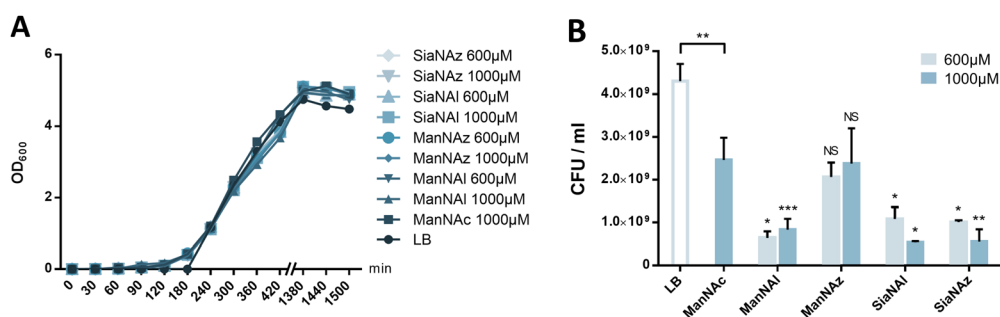 A
OD600
6
4
2
0
0
30
60
90
120
180
240
300
360
420
1380
1440
1500
min
SiaNAz 600µM
SiaNAz 1000µM
SiaNAl 600µM
SiaNAl 1000µM
ManNAz 600µM
ManNAz 1000µM
ManNAl 600µM
ManNAl 1000µM
ManNAc 1000µM
LB
B
CFU / ml
5.0×10⁹
4.0×10⁹
3.0×10⁹
2.0×10⁹
1.0×10⁹
0
**
* ***
NS NS
* *
* **
LB
ManNAc
ManNAl
ManNAz
SiaNAl
SiaNAz
600µM
1000µM